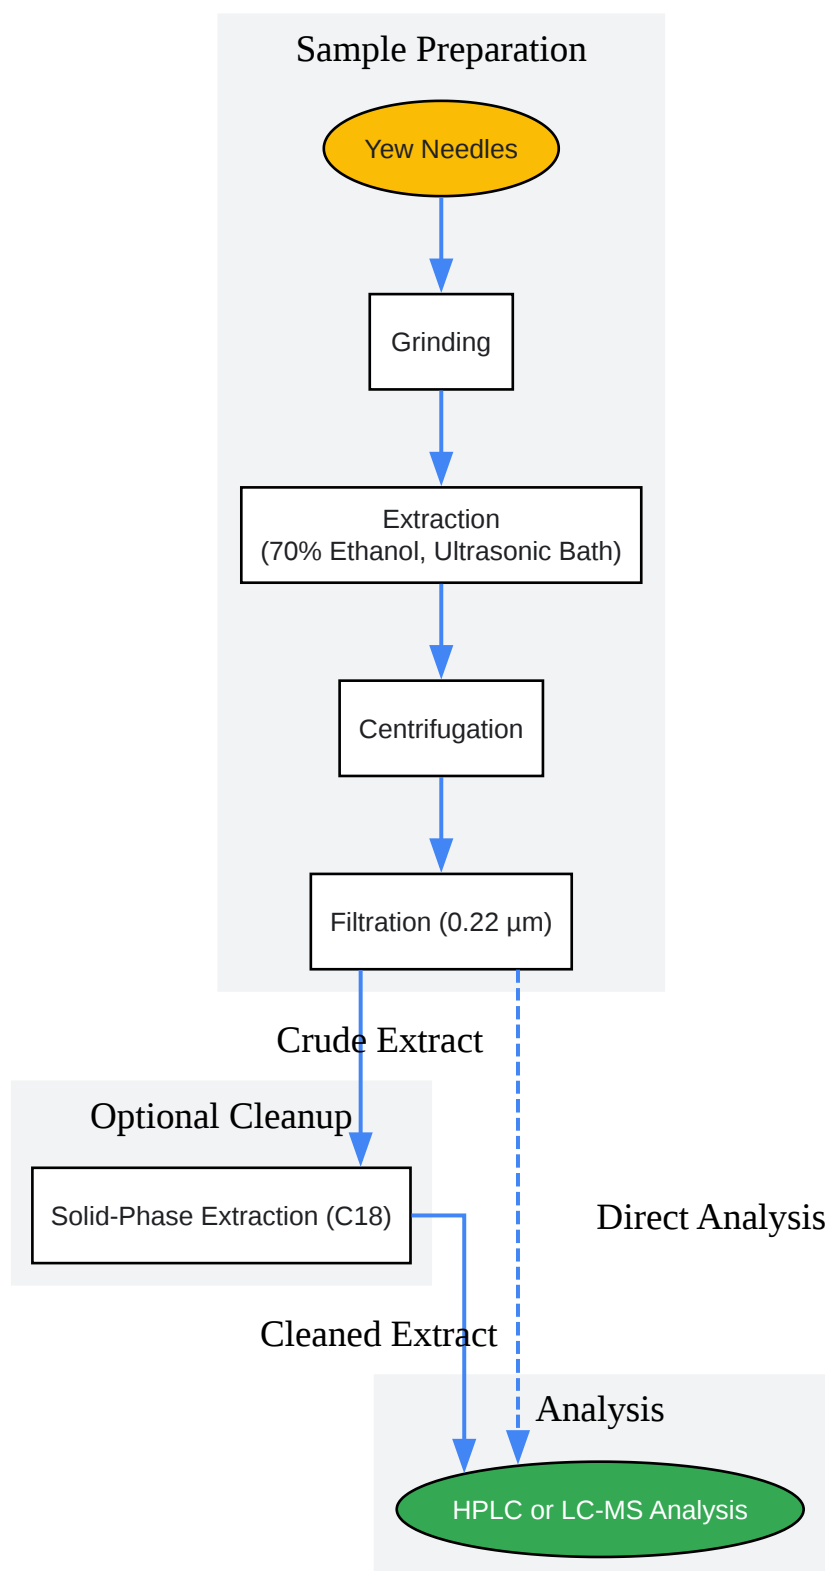 Sample Preparation
Yew Needles
Grinding
Extraction
(70% Ethanol, Ultrasonic Bath)
Centrifugation
Filtration (0.22 µm)
Crude Extract
Optional Cleanup
Solid-Phase Extraction (C18)
Direct Analysis
Cleaned Extract
Analysis
HPLC or LC-MS Analysis